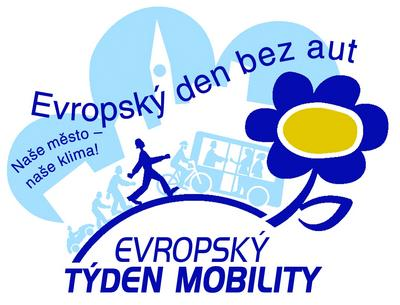 Evropský den bez aut
Naše město –
naše klima!
EVROPSKÝ
TÝDEN MOBILITY